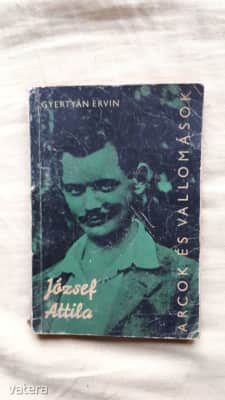 GYERTYÁN ERVIN
ARCOK ÉS VALLOMÁSOK
József
Attila
vatera